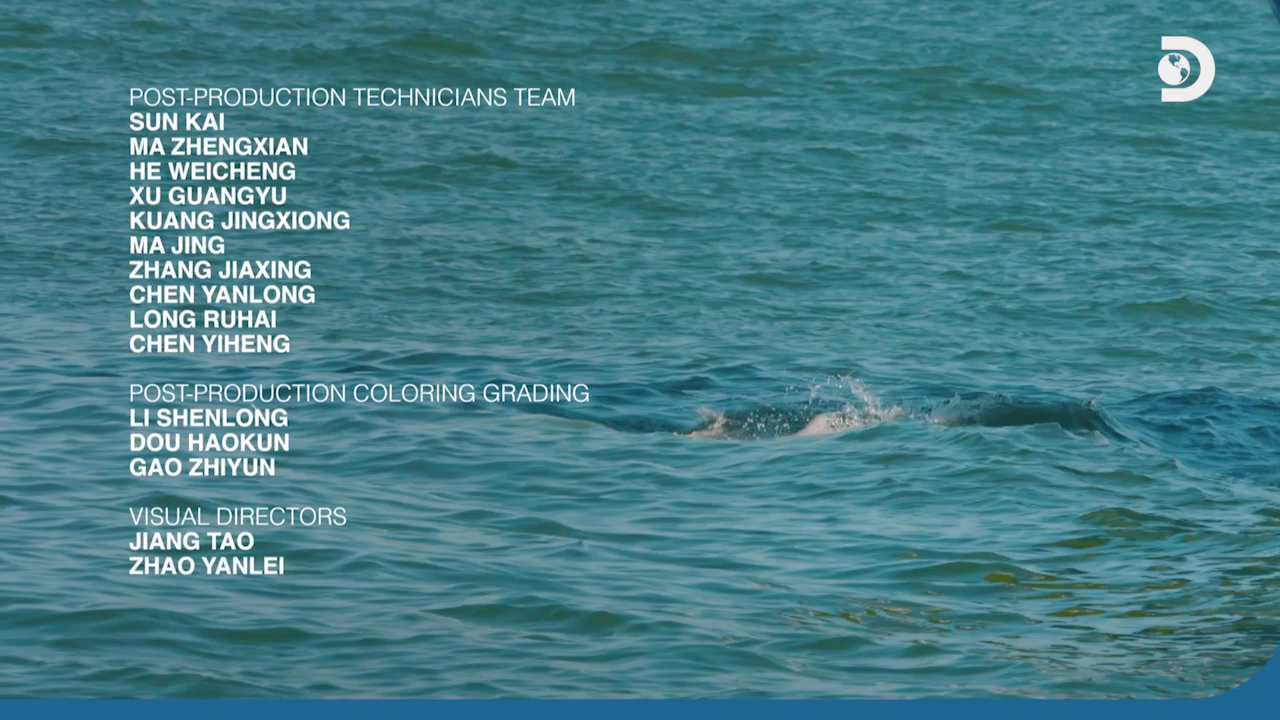 POST-PRODUCTION TECHNICIANS TEAM
SUN KAI
MA ZHENGXIAN
HE WEICHENG
XU GUANGYU
KUANG JINGXIONG
MA JING
ZHANG JIAXING
CHEN YANLONG
LONG RUHAI
CHEN YIHENG
POST-PRODUCTION COLORING GRADING
LI SHENLONG
DOU HAOKUN
GAO ZHIYUN
VISUAL DIRECTORS
JIANG TAO
ZHAO YANLEI